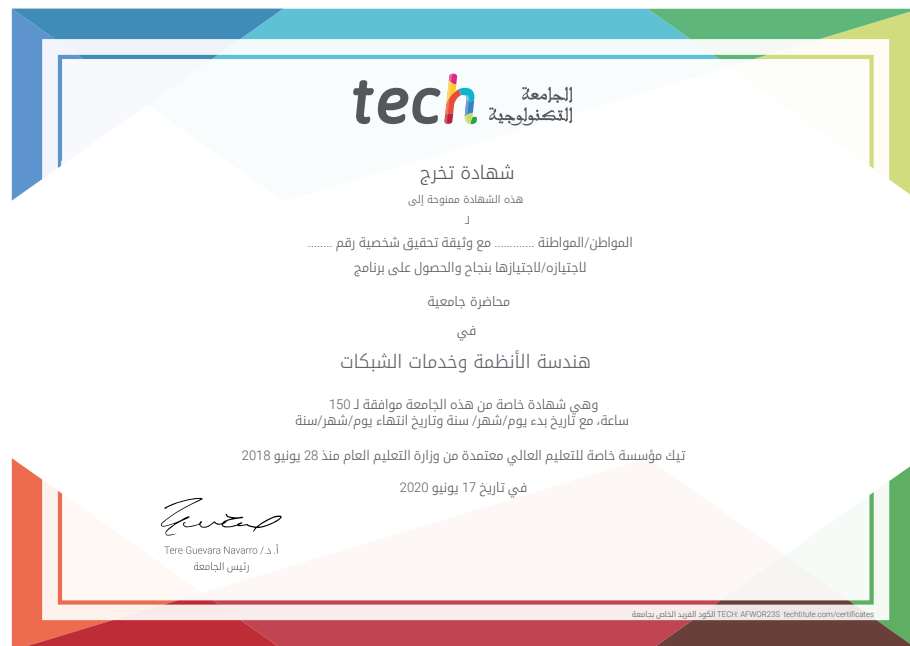 tech الجامعة
التكنولوجية
شهادة تخرج
هذه الشهادة ممنوحة إلى
لـ
المواطن/المواطنة ............ مع وثيقة تحقيق شخصية رقم ........
لاجتيازه/لاجتيازها بنجاح والحصول على برنامج
محاضرة جامعية
في
هندسة الأنظمة وخدمات الشبكات
وهي شهادة خاصة من هذه الجامعة موافقة لـ 150
ساعة، مع تاريخ بدء يوم/شهر/ سنة وتاريخ انتهاء يوم/شهر/سنة
تيك مؤسسة خاصة للتعليم العالي معتمدة من وزارة التعليم العام منذ 28 يونيو 2018
في تاريخ 17 يونيو 2020
أ.د./ Tere Guevara Navarro
رئيس الجامعة
الكود الفريد الخاص بجامعة TECH: AFWOR23S techtitute.com/certificates